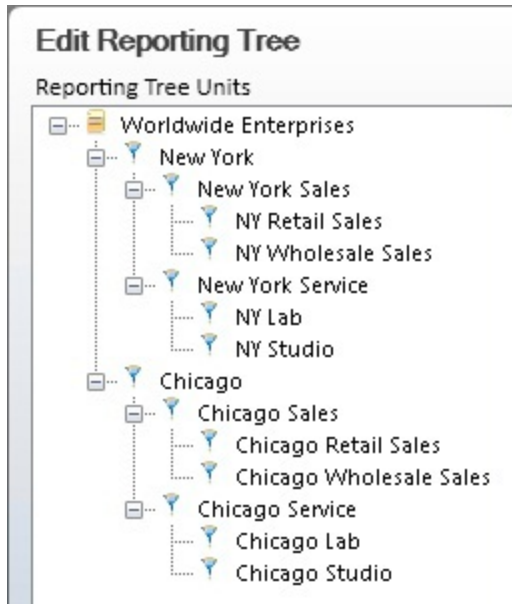 Edit Reporting Tree
Reporting Tree Units
Worldwide Enterprises
New York
New York Sales
NY Retail Sales
NY Wholesale Sales
New York Service
NY Lab
NY Studio
Chicago
Chicago Sales
Chicago Retail Sales
Chicago Wholesale Sales
Chicago Service
Chicago Lab
Chicago Studio